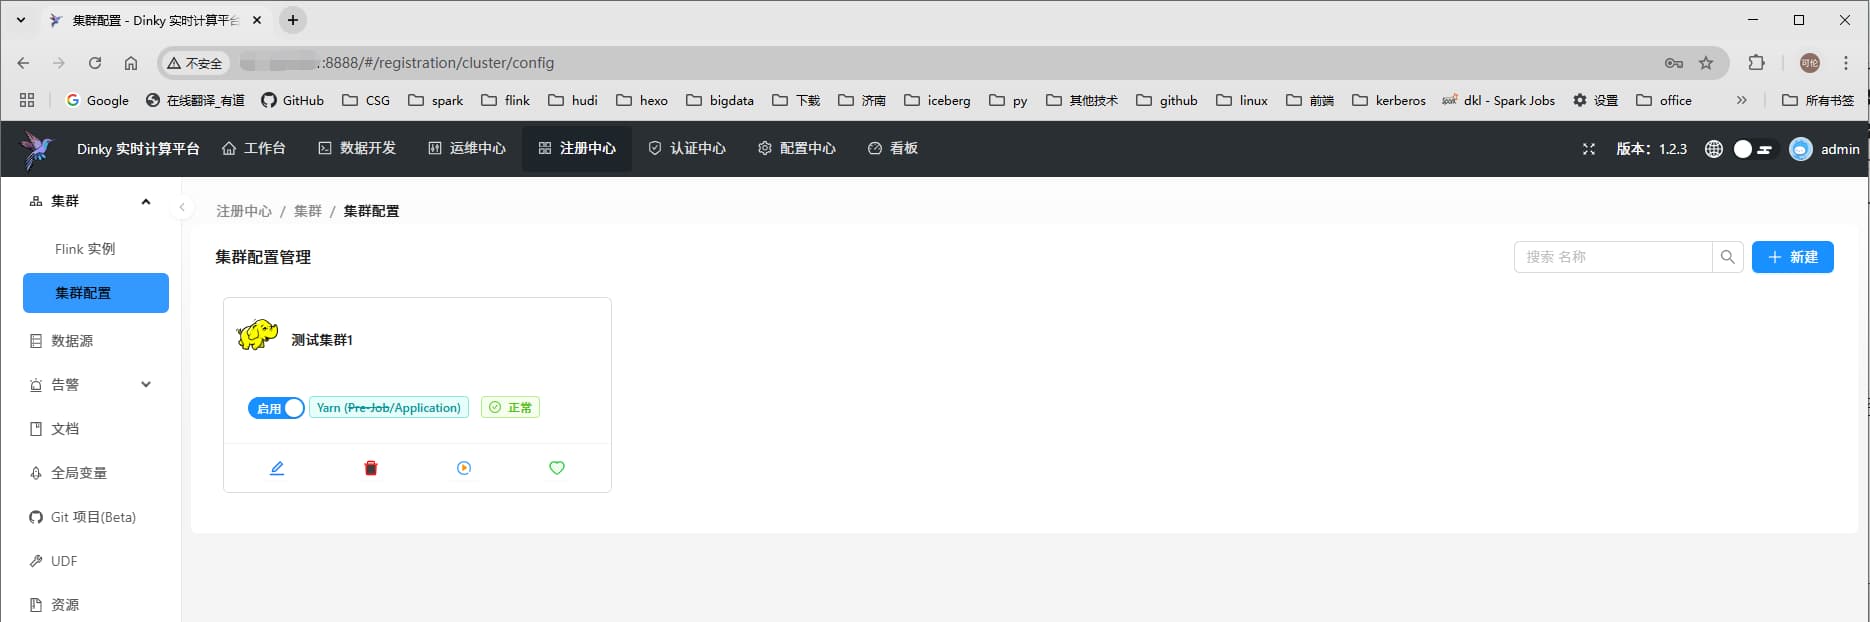 集群配置 - Dinky 实时计算平台
不安全 :8888/#/registration/cluster/config 可伦
Google 在线翻译_有道 GitHub CSG spark flink hudi hexo bigdata 下载 济南 iceberg py 其他技术 github linux 前端 kerberos dkl - Spark Jobs 设置 office 所有书签
Dinky 实时计算平台 工作台 数据开发 运维中心 注册中心 认证中心 配置中心 看板 版本：1.2.3 admin
集群
Flink 实例
集群配置
数据源
告警
文档
全局变量
Git 项目(Beta)
UDF
资源
注册中心 / 集群 / 集群配置
集群配置管理
搜索 名称
新建
测试集群1
启用 Yarn (Pre-Job/Application) 正常